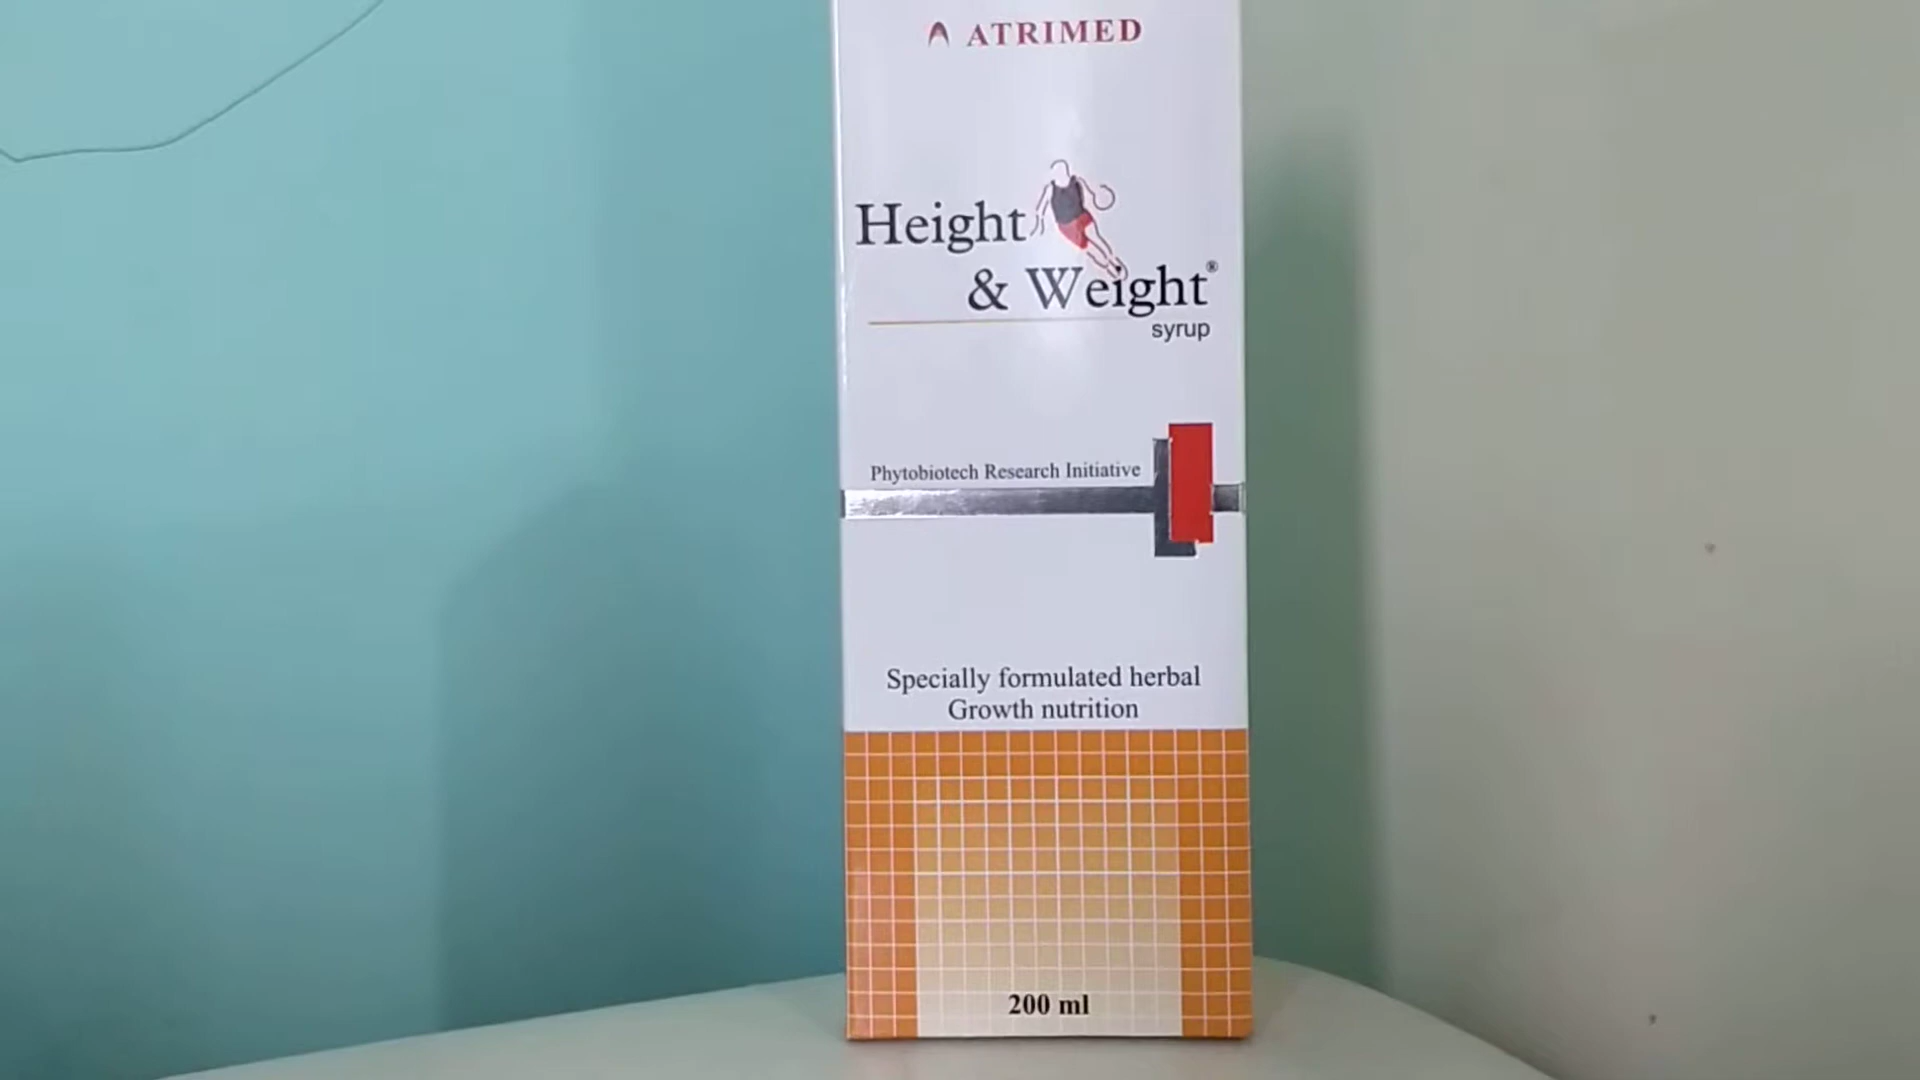 ATRIMED
Height
& Weight®
syrup
Phytobiotech Research Initiative
Specially formulated herbal
Growth nutrition
200 ml